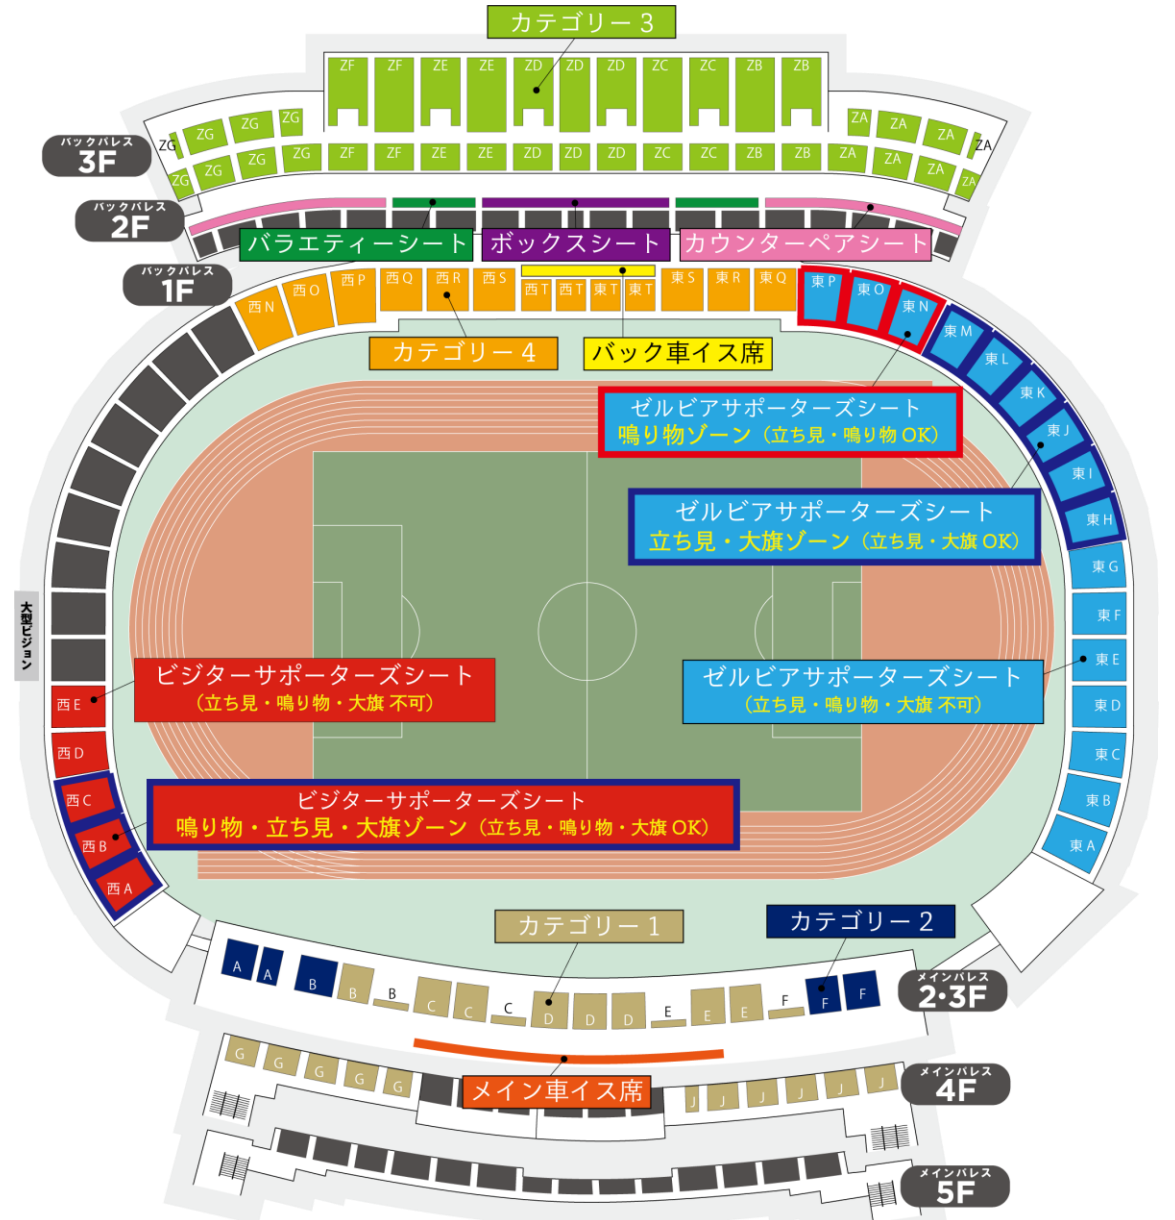 カテゴリー 3
ZF ZF ZE ZE ZD ZD ZD ZC ZC ZB ZB
ZG ZG ZG ZG
ZA ZA ZA ZA
バックパレス
3F
ZG ZG ZG ZG ZF ZF ZE ZE ZD ZD ZD ZC ZC ZB ZB ZA ZA ZA ZA
バックパレス
2F
バラエティーシート
ボックスシート
カウンターペアシート
バックパレス
1F
西N 西O 西P 西Q 西R 西S 西T 西T 東T 東T 東S 東R 東Q 東P 東O 東N 東M 東L 東K 東J 東I 東H
カテゴリー 4
バック車イス席
ゼルビアサポーターズシート
鳴り物ゾーン（立ち見・鳴り物 OK）
ゼルビアサポーターズシート
立ち見・大旗ゾーン（立ち見・大旗 OK）
東G
東F
東E
東D
東C
東B
東A
大型ビジョン
ビジターサポーターズシート
（立ち見・鳴り物・大旗 不可）
ゼルビアサポーターズシート
（立ち見・鳴り物・大旗 不可）
西E
西D
西C
西B
西A
ビジターサポーターズシート
鳴り物・立ち見・大旗ゾーン（立ち見・鳴り物・大旗 OK）
カテゴリー 1
カテゴリー 2
A A B B B C C C D D D E E E F F F
メインパレス
2・3F
メイン車イス席
G G G G G
J J J J J J
メインパレス
4F
メインパレス
5F